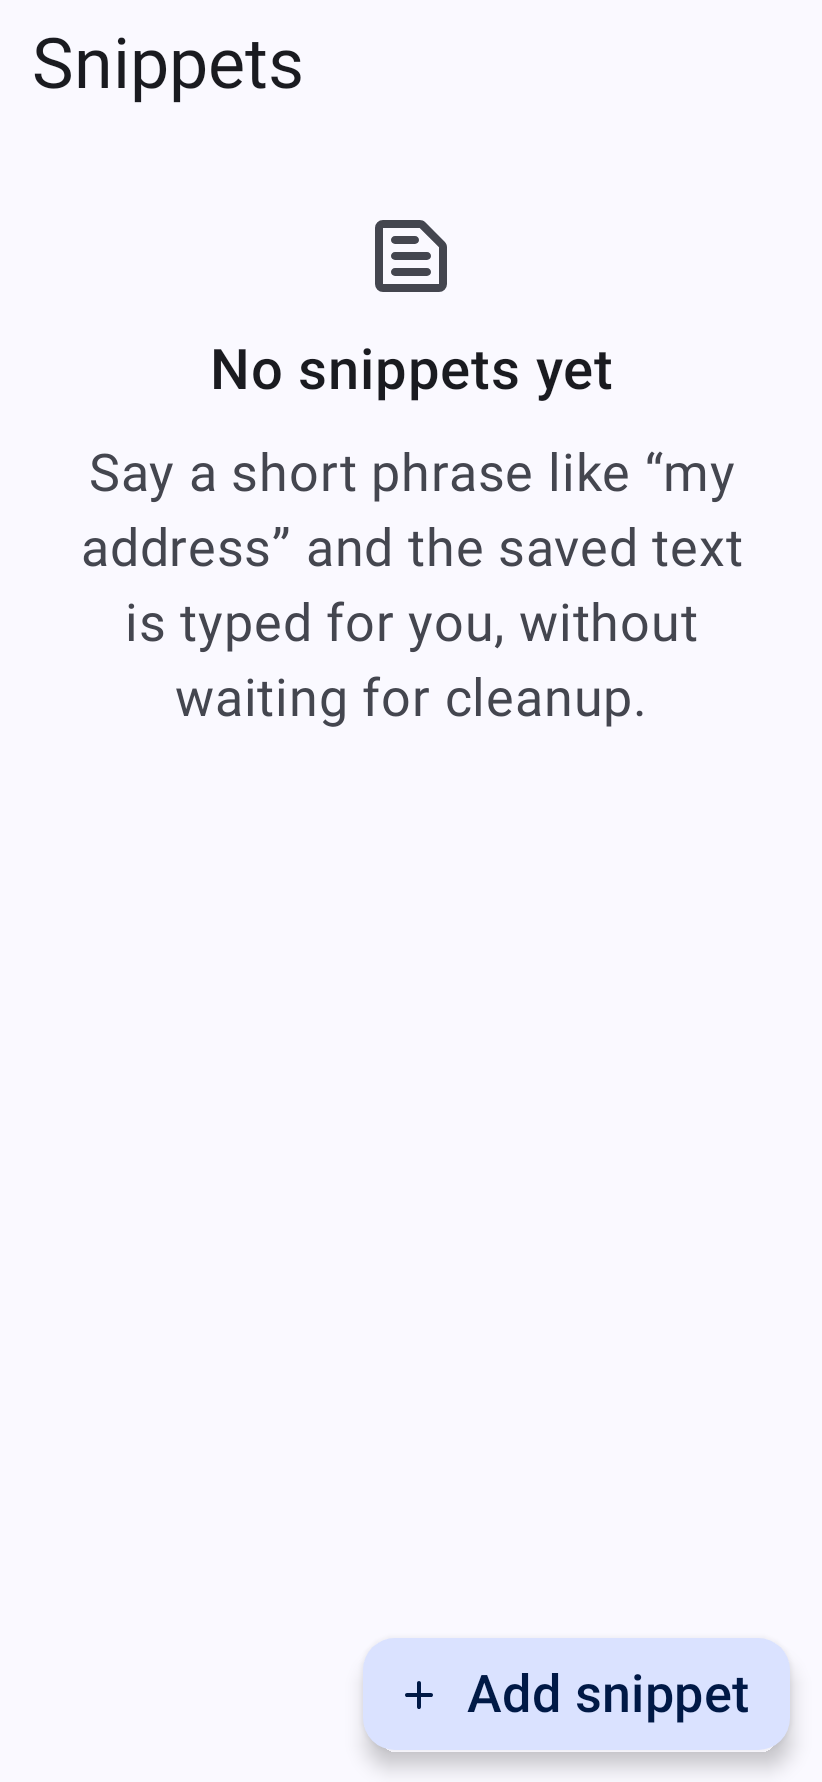 Snippets
No snippets yet
Say a short phrase like “my
address” and the saved text
is typed for you, without
waiting for cleanup.
+ Add snippet